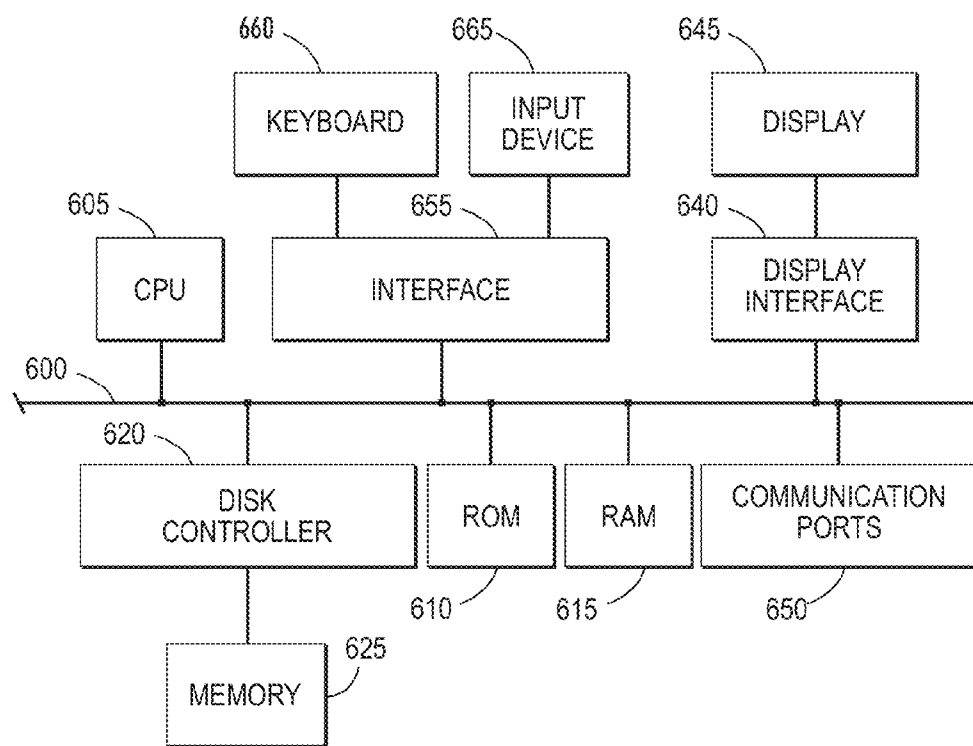 660
665
645
KEYBOARD
INPUT
DEVICE
DISPLAY
605
655
640
CPU
INTERFACE
DISPLAY
INTERFACE
600
620
DISK
CONTROLLER
ROM
RAM
COMMUNICATION
PORTS
610
615
650
625
MEMORY